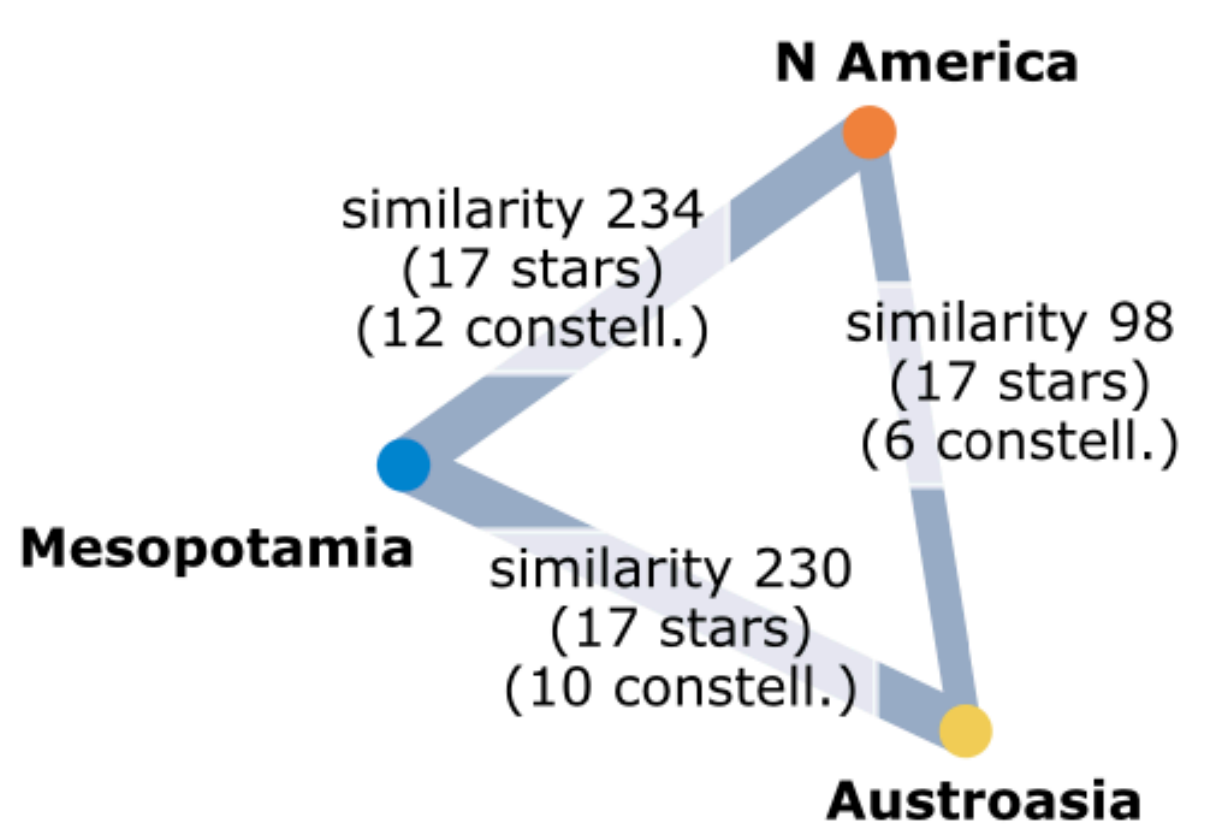 N America
similarity 234
(17 stars)
(12 constell.)
similarity 98
(17 stars)
(6 constell.)
Mesopotamia
similarity 230
(17 stars)
(10 constell.)
Austroasia